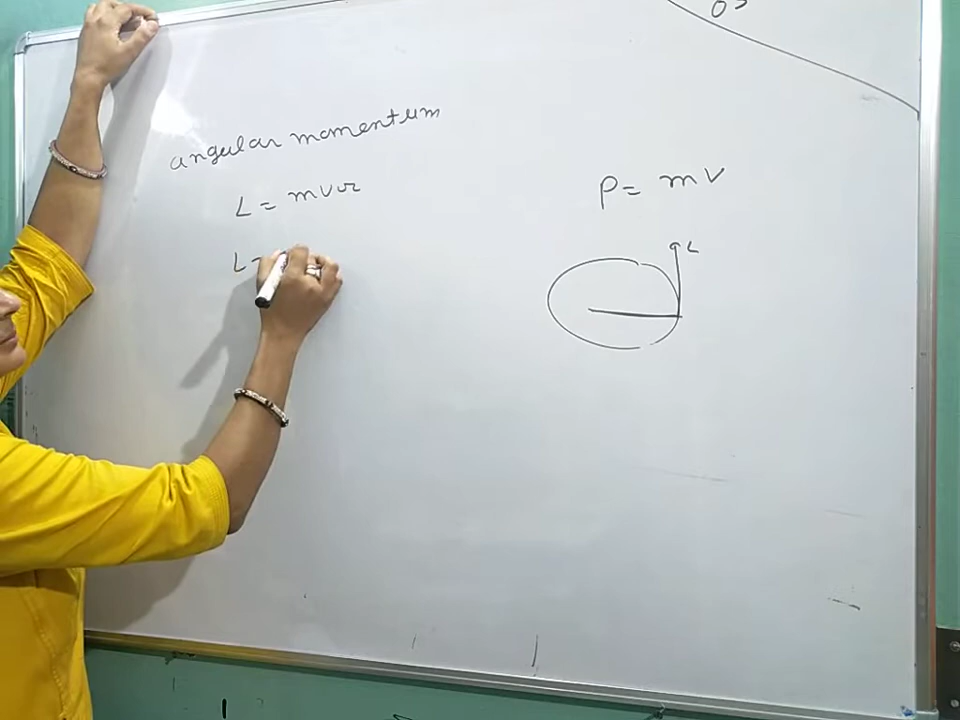 angular momentum
L = mvr
P = mv
L =
L